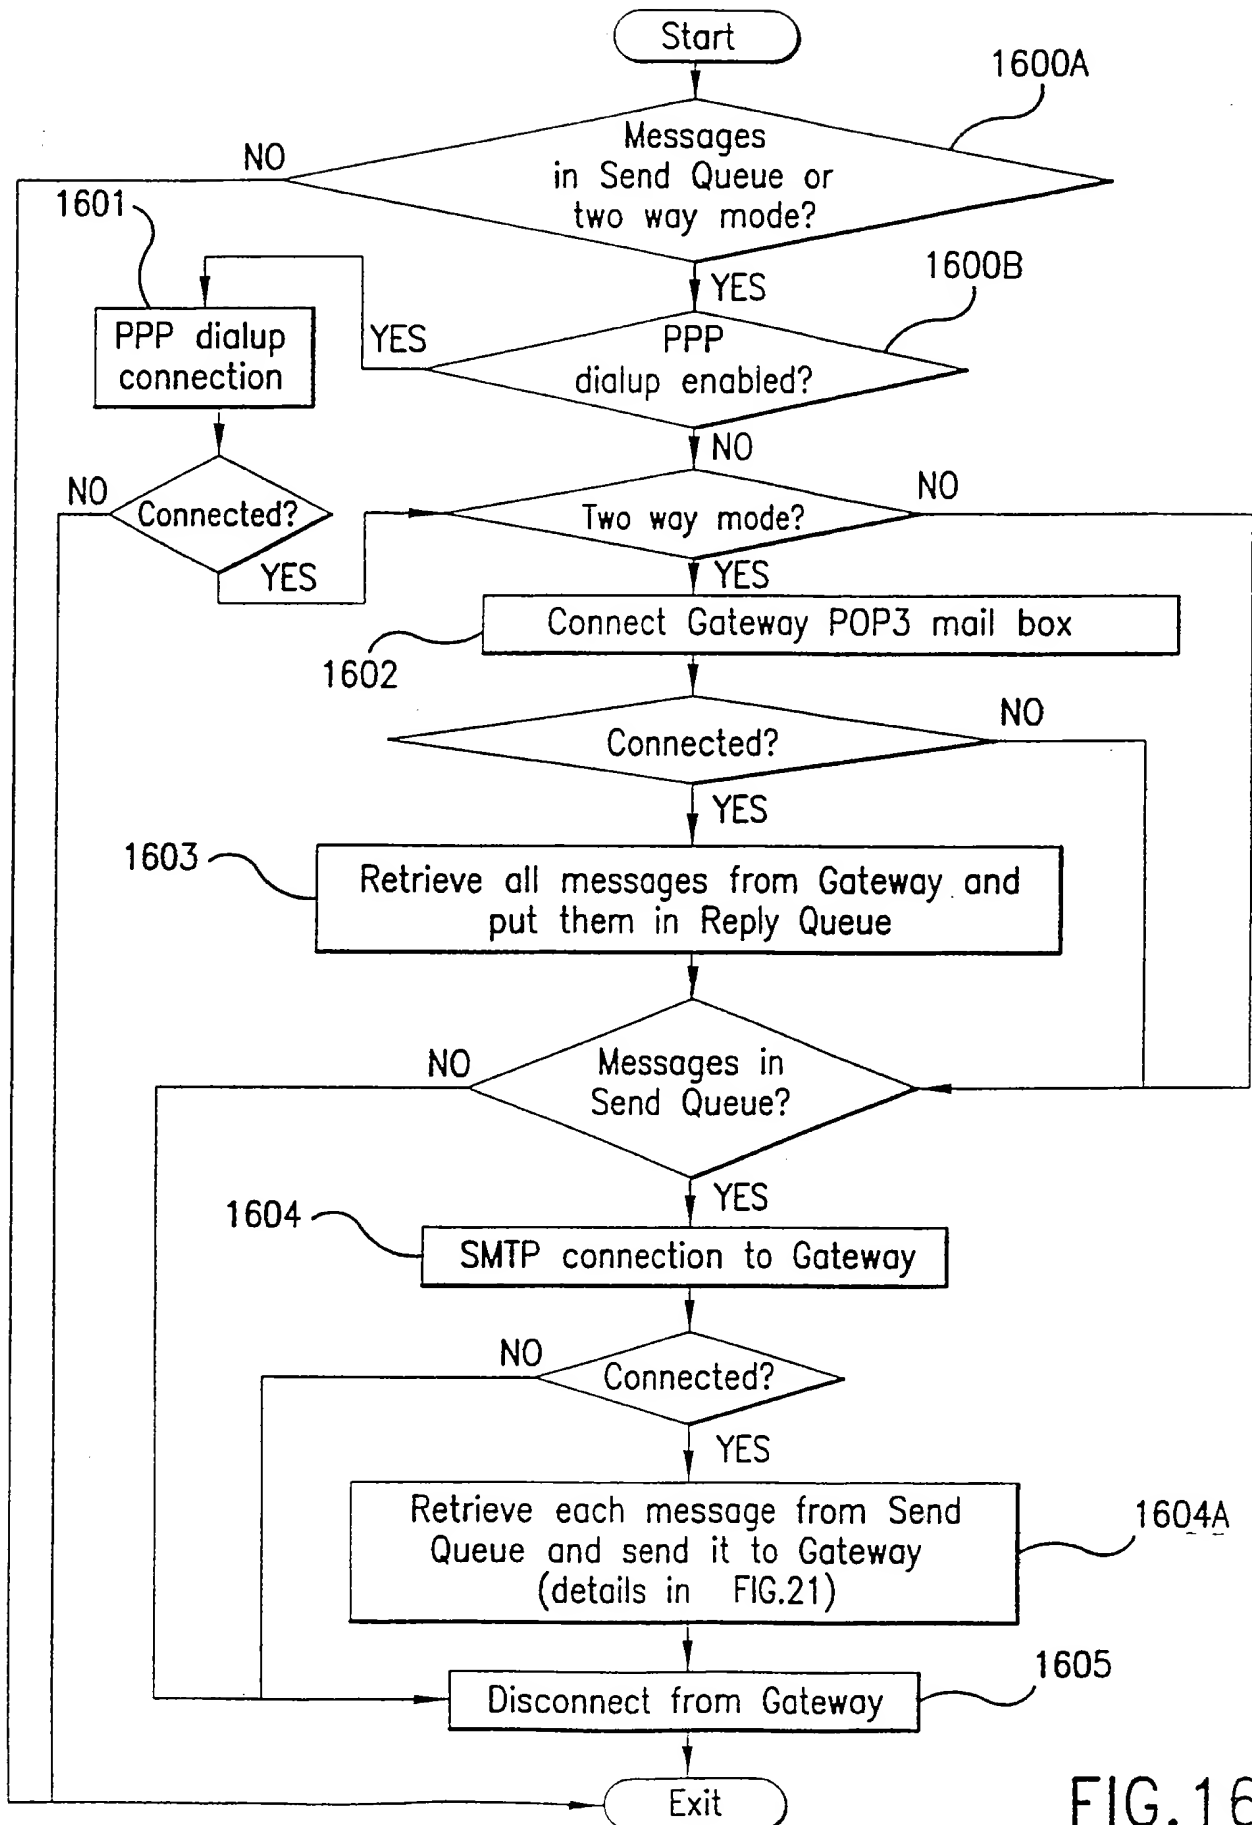 Start
1600A
Messages
in Send Queue or
two way mode?
NO
1601
YES
1600B
PPP dialup
connection
YES
PPP
dialup enabled?
NO
NO
Connected?
YES
Two way mode?
NO
YES
Connect Gateway POP3 mail box
1602
Connected?
NO
YES
1603
Retrieve all messages from Gateway and
put them in Reply Queue
NO
Messages in
Send Queue?
YES
1604
SMTP connection to Gateway
NO
Connected?
YES
Retrieve each message from Send
Queue and send it to Gateway
(details in FIG.21)
1604A
1605
Disconnect from Gateway
Exit
FIG.16